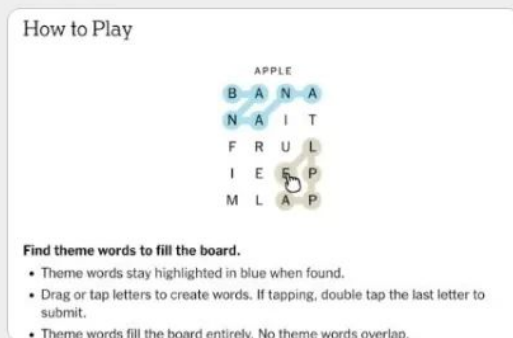 How to Play
APPLE
B A N A
N A I T
F R U L
I E E P
M L A P
Find theme words to fill the board.
• Theme words stay highlighted in blue when found.
• Drag or tap letters to create words. If tapping, double tap the last letter to
submit.
• Theme words fill the board entirely. No theme words overlap.